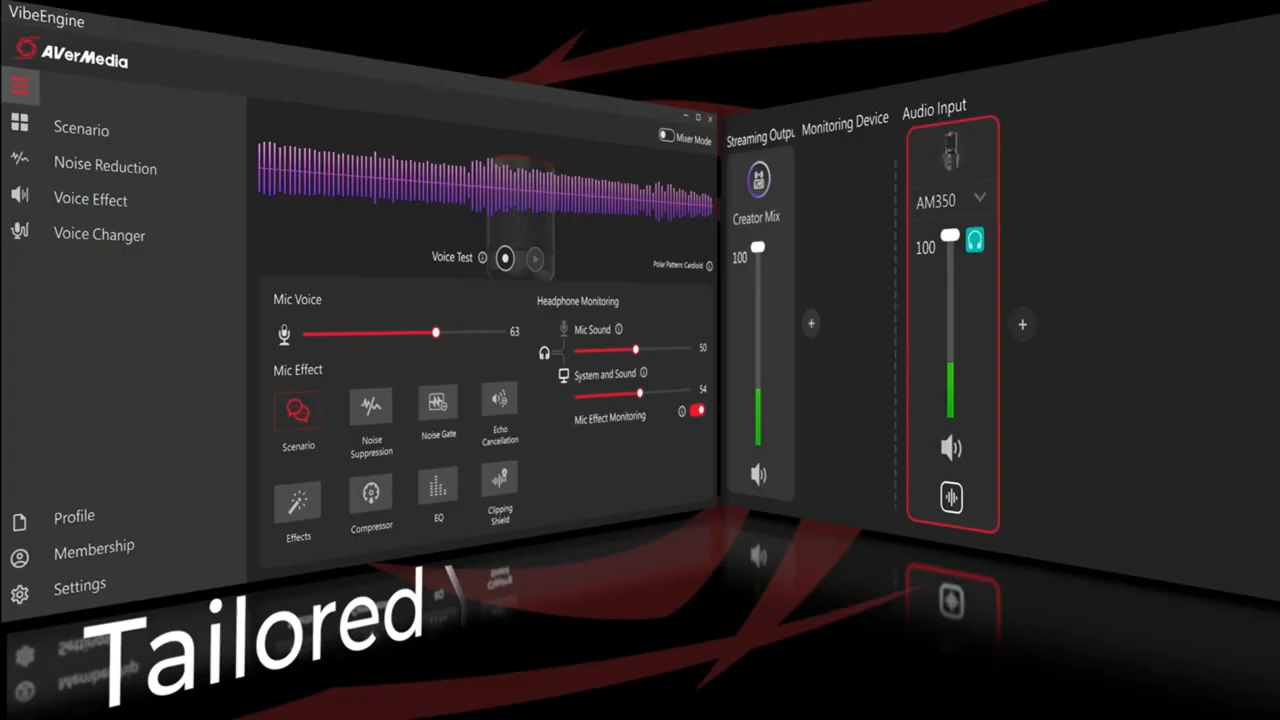 VibeEngine
AVerMedia
Scenario
Noise Reduction
Voice Effect
Voice Changer
Profile
Membership
Settings
Mixer Mode
Voice Test
Polar Pattern: Cardioid
Mic Voice
63
Mic Effect
Scenario
Noise
Suppression
Noise Gate
Echo
Cancellation
Effects
Compressor
EQ
Clipping
Shield
Headphone Monitoring
Mic Sound
50
System and Sound
54
Mic Effect Monitoring
Streaming Outpu
Creator Mix
100
Monitoring Device
Audio Input
AM350
100
Tailored